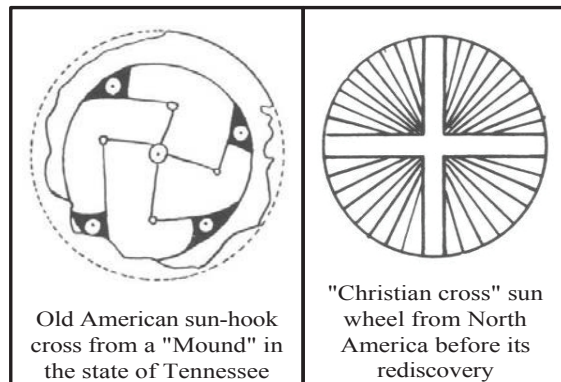 Old American sun-hook
cross from a "Mound" in
the state of Tennessee
"Christian cross" sun
wheel from North
America before its
rediscovery